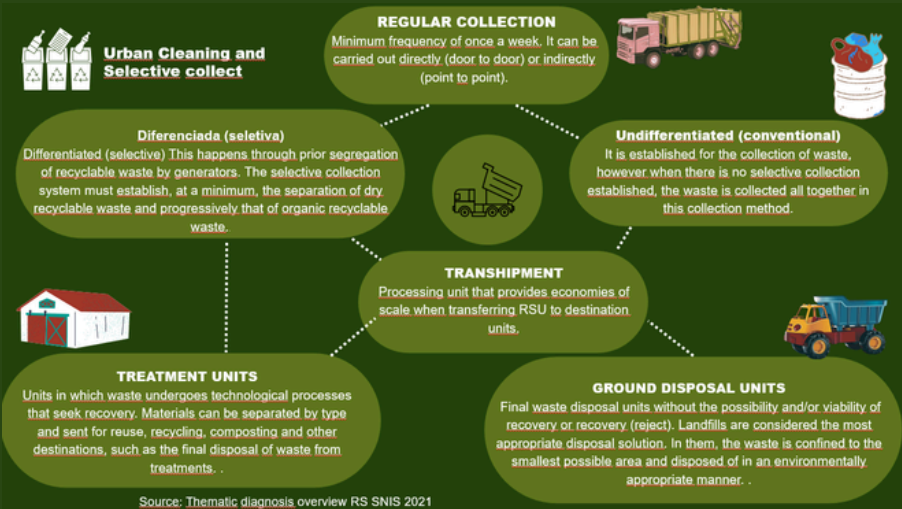 Urban Cleaning and
Selective collect
REGULAR COLLECTION
Minimum frequency of once a week. It can be
carried out directly (door to door) or indirectly
(point to point).
Diferenciada (seletiva)
Differentiated (selective) This happens through prior segregation
of recyclable waste by generators. The selective collection
system must establish, at a minimum, the separation of dry
recyclable waste and progressively that of organic recyclable
waste.
Undifferentiated (conventional)
It is established for the collection of waste,
however when there is no selective collection
established, the waste is collected all together in
this collection method.
TRANSHIPMENT
Processing unit that provides economies of
scale when transferring RSU to destination
units.
TREATMENT UNITS
Units in which waste undergoes technological processes
that seek recovery. Materials can be separated by type
and sent for reuse, recycling, composting and other
destinations, such as the final disposal of waste from
treatments. .
GROUND DISPOSAL UNITS
Final waste disposal units without the possibility and/or viability of
recovery or recovery (reject). Landfills are considered the most
appropriate disposal solution. In them, the waste is confined to the
smallest possible area and disposed of in an environmentally
appropriate manner. .
Source: Thematic diagnosis overview RS SNIS 2021